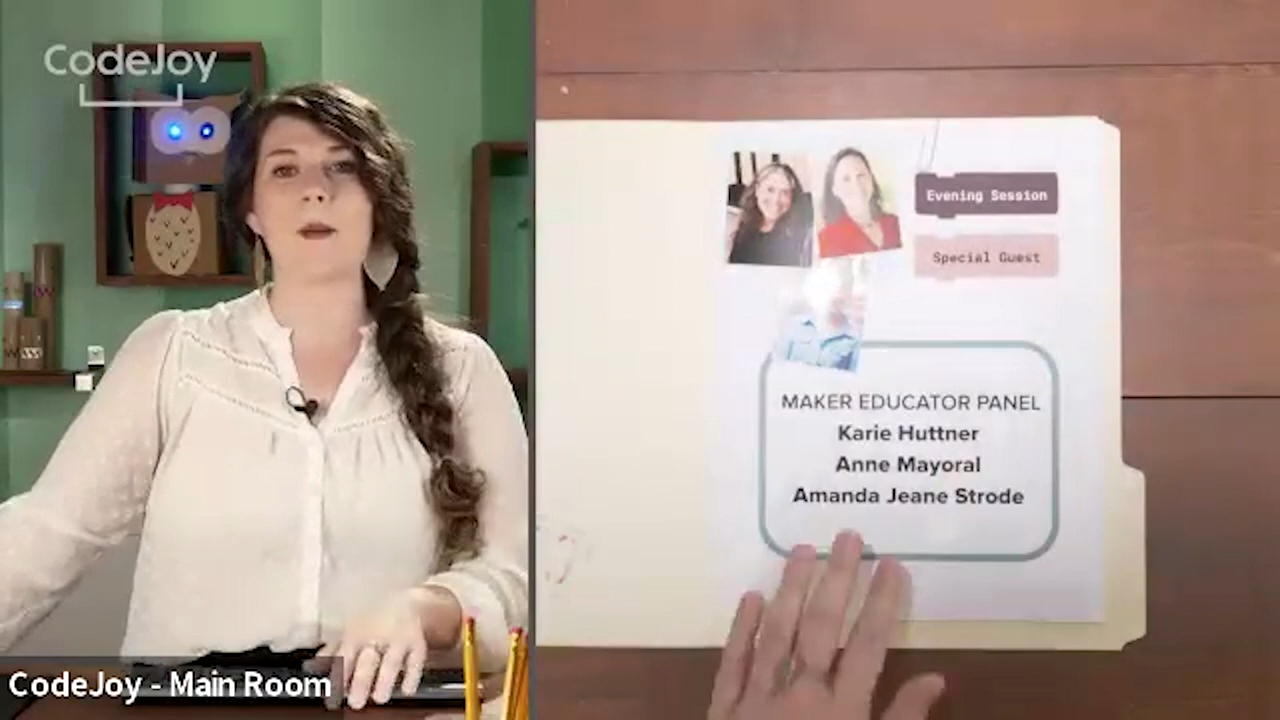 CodeJoy
Evening Session
Special Guest
MAKER EDUCATOR PANEL
Karie Huttner
Anne Mayoral
Amanda Jeane Strode
CodeJoy - Main Room